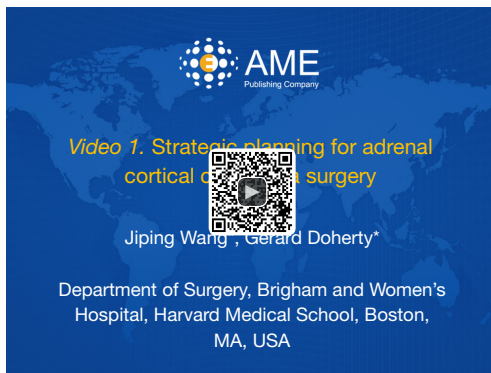 AME
Publishing Company
Video 1. Strategic planning for adrenal
cortical surgery
Jiping Wang*, Gerard Doherty*
Department of Surgery, Brigham and Women's
Hospital, Harvard Medical School, Boston,
MA, USA